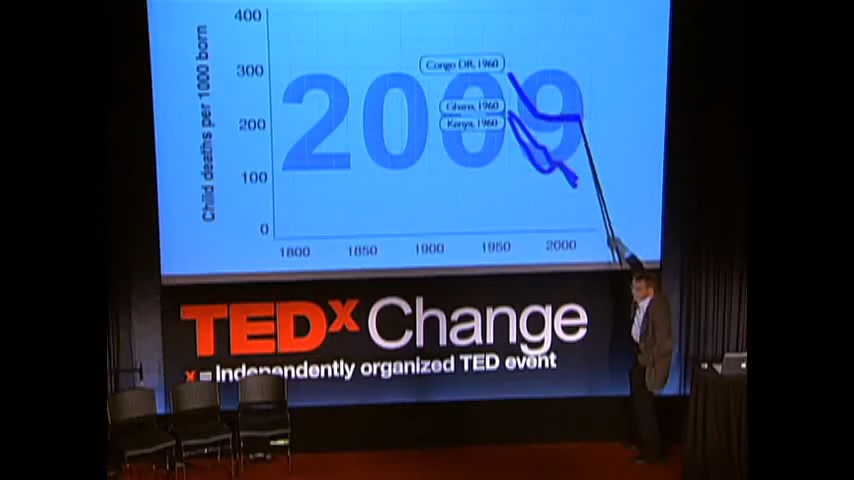 400
300
200
100
0
Child deaths per 1000 born
2009
Congo DR, 1960
Ghana, 1960
Kenya, 1960
1800 1850 1900 1950 2000
TEDx Change
x = independently organized TED event